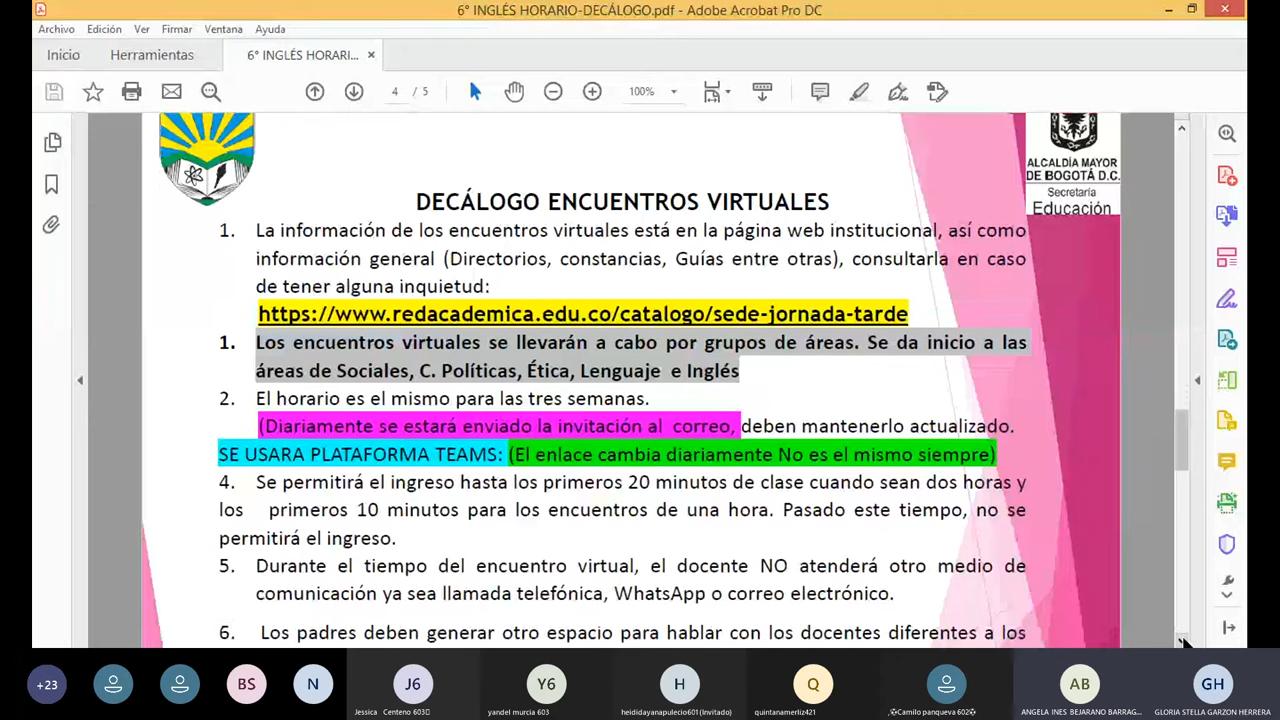 6° INGLÉS HORARIO-DECÁLOGO.pdf - Adobe Acrobat Pro DC
Archivo Edición Ver Firmar Ventana Ayuda
Inicio Herramientas 6° INGLÉS HORARI... ×
4 / 5 100%
ALCALÍA MAYOR
DE BOGOTÁ D.C.
Secretaría
Educación
DECÁLOGO ENCUENTROS VIRTUALES
1. La información de los encuentros virtuales está en la página web institucional, así como
información general (Directorios, constancias, Guías entre otras), consultarla en caso
de tener alguna inquietud:
https://www.redacademica.edu.co/catalogo/sede-jornada-tarde
1. Los encuentros virtuales se llevarán a cabo por grupos de áreas. Se da inicio a las
áreas de Sociales, C. Políticas, Ética, Lenguaje e Inglés
2. El horario es el mismo para las tres semanas.
(Diariamente se estará enviado la invitación al correo, deben mantenerlo actualizado.
SE USARA PLATAFORMA TEAMS: (El enlace cambia diariamente No es el mismo siempre)
4. Se permitirá el ingreso hasta los primeros 20 minutos de clase cuando sean dos horas y
los primeros 10 minutos para los encuentros de una hora. Pasado este tiempo, no se
permitirá el ingreso.
5. Durante el tiempo del encuentro virtual, el docente NO atenderá otro medio de
comunicación ya sea llamada telefónica, WhatsApp o correo electrónico.
6. Los padres deben generar otro espacio para hablar con los docentes diferentes a los
+23 BS N J6 Y6 H Q AB GH
Jessica Centeno 603 yandel murcia 603 heididayanapulecio601(Invitado) quintanamerliz421 Camilo panqueva 602 ANGELA INES BEJARANO BARRAG... GLORIA STELLA GARZON HERRERA